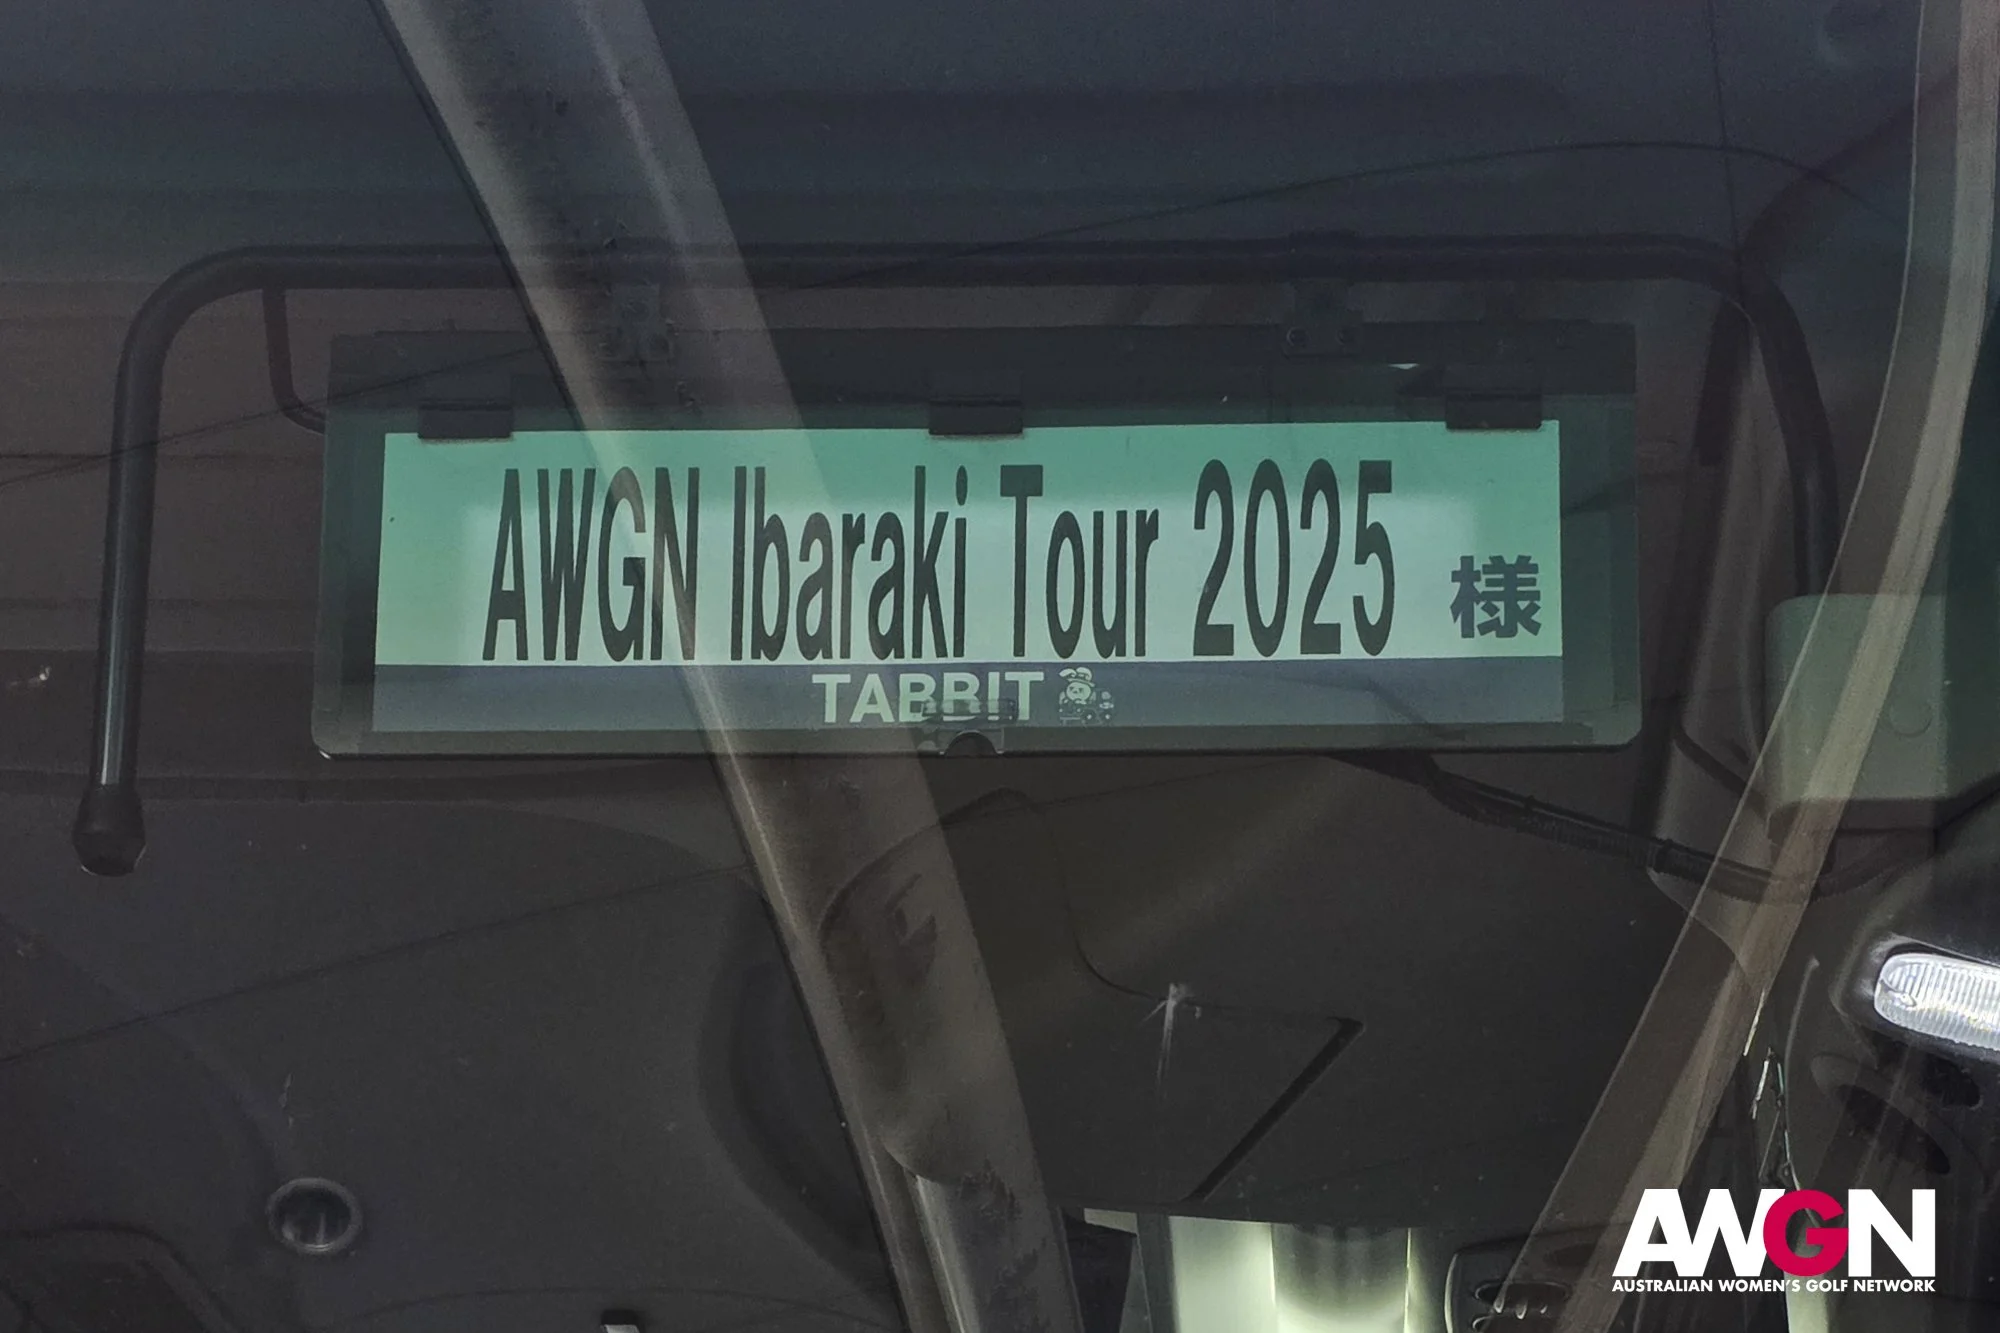 AWGN Ibaraki Tour 2025 様
TABBIT
AWGN
AUSTRALIAN WOMEN'S GOLF NETWORK